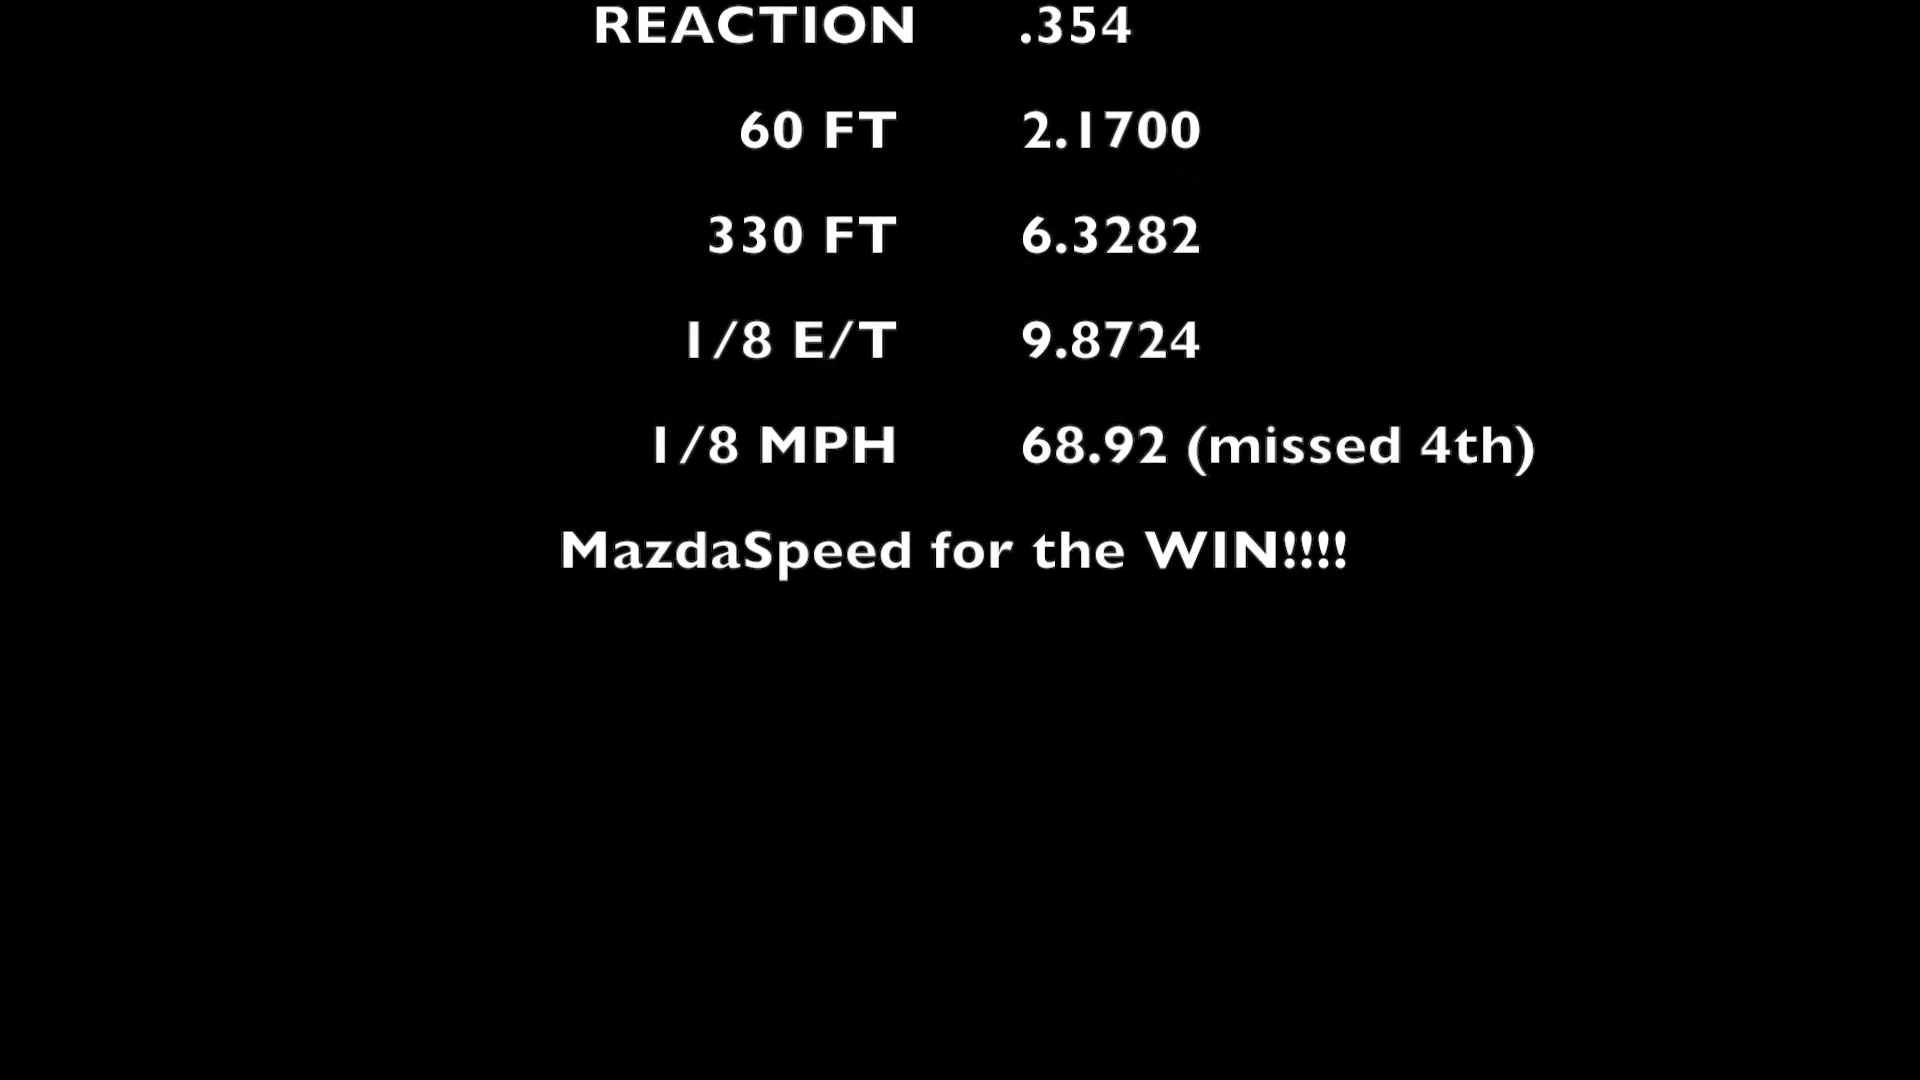 REACTION .354
60 FT 2.1700
330 FT 6.3282
1/8 E/T 9.8724
1/8 MPH 68.92 (missed 4th)
MazdaSpeed for the WIN!!!!